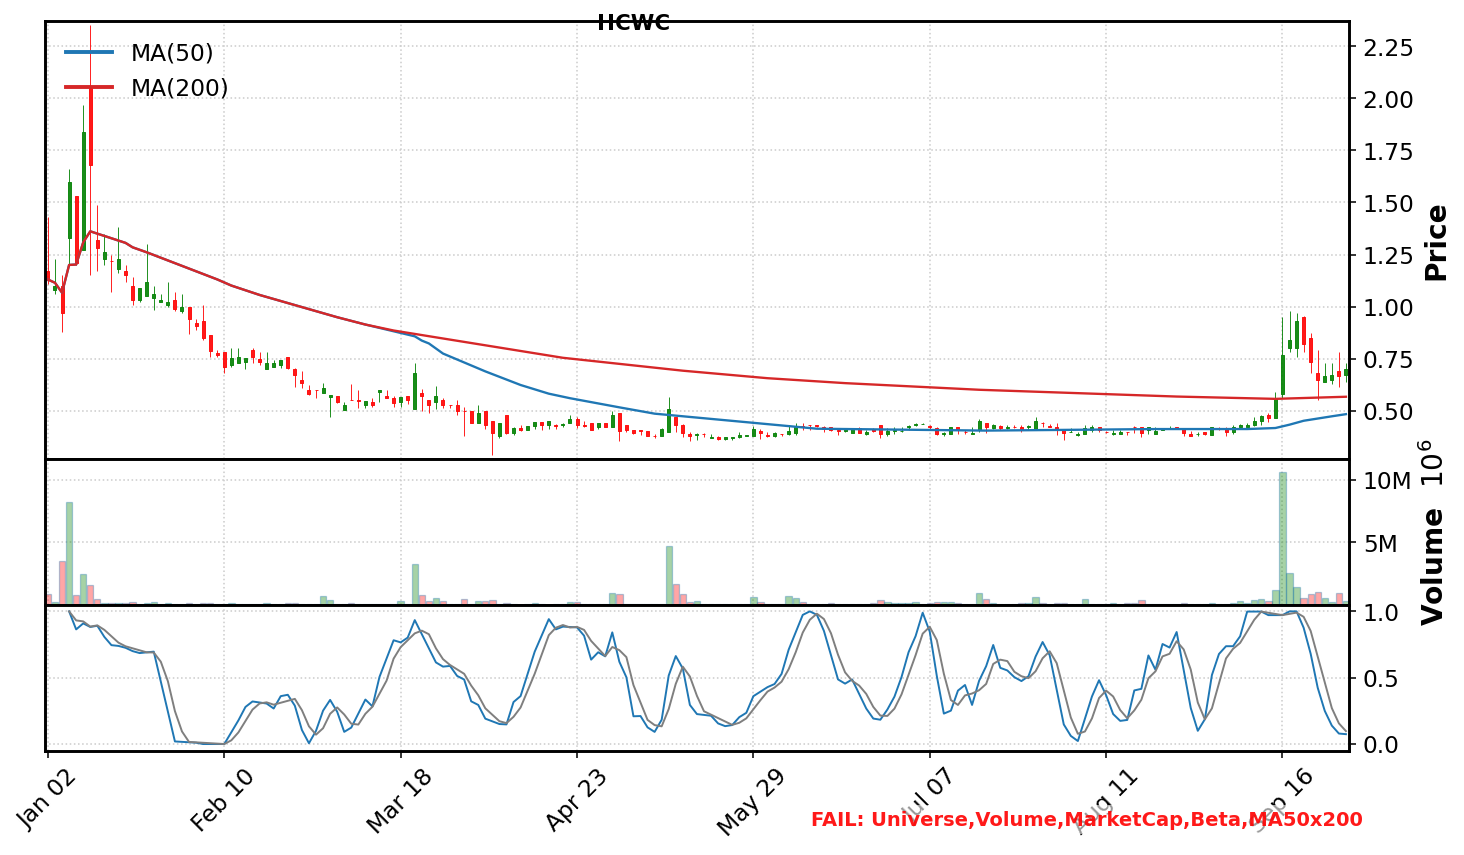 HCWC
MA(50)
MA(200)
2.25
2.00
1.75
1.50
1.25
1.00
0.75
0.50
Price
10M
5M
Volume 10^6
1.0
0.5
0.0
Jan 02
Feb 10
Mar 18
Apr 23
May 29
Jul 07
Aug 11
Sep 16
FAIL: Universe,Volume,MarketCap,Beta,MA50x200